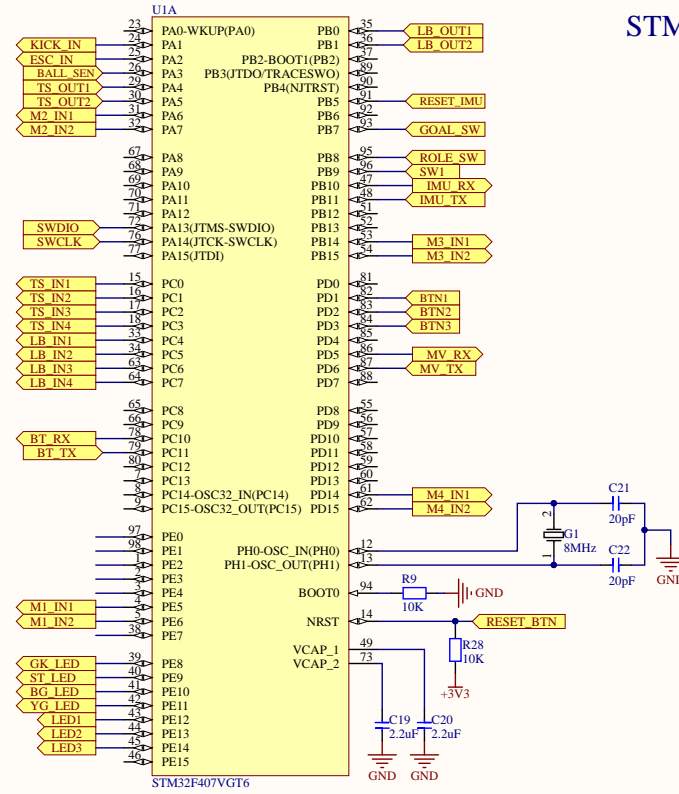 U1A
STM
KICK_IN 24 PA1
23 PA0-WKUP(PA0)
ESC_IN 25 PA2
BALL_SEN 26 PA3
TS_OUT1 29 PA4
TS_OUT2 30 PA5
M2_IN1 31 PA6
M2_IN2 32 PA7
67 PA8
68 PA9
69 PA10
70 PA11
71 PA12
SWDIO 72 PA13(JTMS-SWDIO)
SWCLK 76 PA14(JTCK-SWCLK)
77 PA15(JTDI)
TS_IN1 15 PC0
TS_IN2 16 PC1
TS_IN3 17 PC2
TS_IN4 18 PC3
LB_IN1 33 PC4
LB_IN2 34 PC5
LB_IN3 63 PC6
LB_IN4 64 PC7
65 PC8
66 PC9
BT_RX 78 PC10
BT_TX 79 PC11
80 PC12
7 PC13
8 PC14-OSC32_IN(PC14)
9 PC15-OSC32_OUT(PC15)
97 PE0
98 PE1
1 PE2
2 PE3
3 PE4
M1_IN1 4 PE5
M1_IN2 5 PE6
38 PE7
GK_LED 39 PE8
ST_LED 40 PE9
BG_LED 41 PE10
YG_LED 42 PE11
LED1 43 PE12
LED2 44 PE13
LED3 45 PE14
46 PE15
PB0 35 LB_OUT1
PB1 36 LB_OUT2
PB2-BOOT1(PB2) 37
PB3(JTDO/TRACESWO) 89
PB4(NJTRST) 90
PB5 91 RESET_IMU
PB6 92
PB7 93 GOAL_SW
PB8 95 ROLE_SW
PB9 96 SW1
PB10 47 IMU_RX
PB11 48 IMU_TX
PB12 51
PB13 52
PB14 53 M3_IN1
PB15 54 M3_IN2
PD0 81
PD1 82 BTN1
PD2 83 BTN2
PD3 84 BTN3
PD4 85
PD5 86 MV_RX
PD6 87 MV_TX
PD7 88
PD8 55
PD9 56
PD10 57
PD11 58
PD12 59
PD13 60
PD14 61 M4_IN1
PD15 62 M4_IN2
PH0-OSC_IN(PH0) 12
PH1-OSC_OUT(PH1) 13
BOOT0 94
NRST 14 RESET_BTN
VCAP_1 49
VCAP_2 73
C21
20pF
2
G1
8MHz
1
C22
20pF
GND
R9
10K
GND
R28
10K
+3V3
C19
2.2uF
C20
2.2uF
GND
GND
STM32F407VGT6